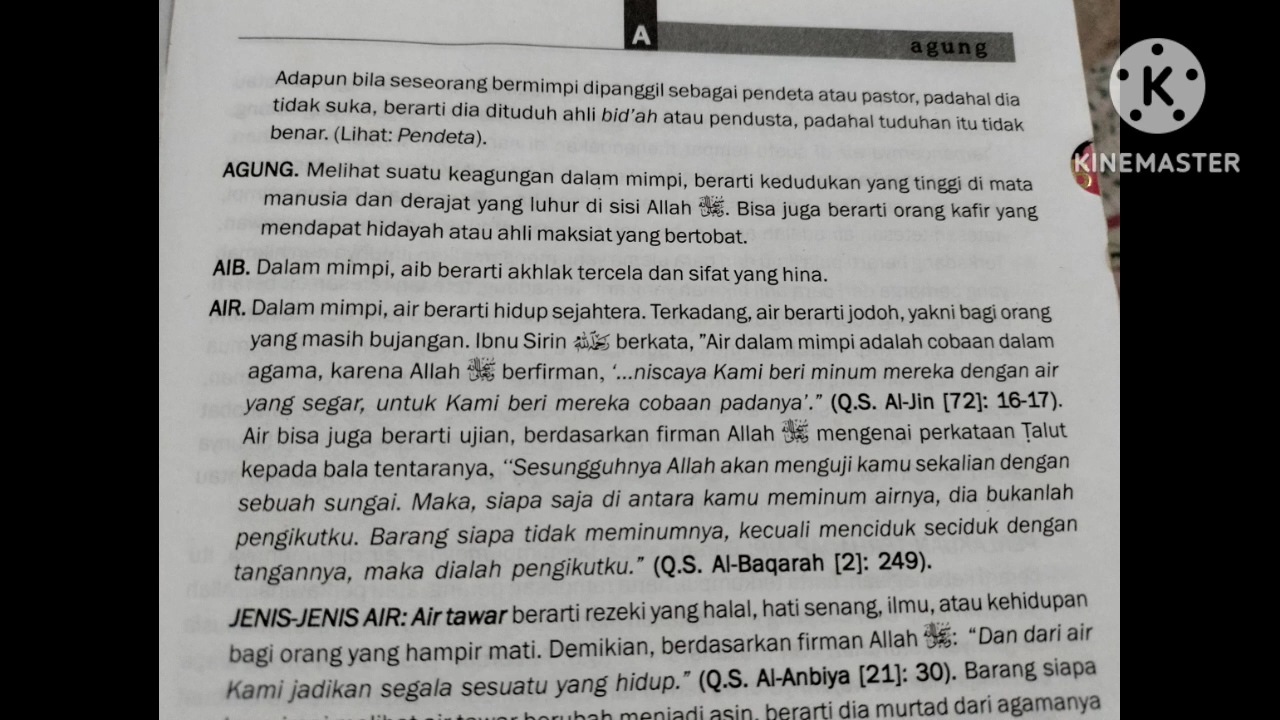 A
agung
Adapun bila seseorang bermimpi dipanggil sebagai pendeta atau pastor, padahal dia
tidak suka, berarti dia dituduh ahli bid'ah atau pendusta, padahal tuduhan itu tidak
benar. (Lihat: Pendeta).
AGUNG. Melihat suatu keagungan dalam mimpi, berarti kedudukan yang tinggi di mata
manusia dan derajat yang luhur di sisi Allah ﷻ. Bisa juga berarti orang kafir yang
mendapat hidayah atau ahli maksiat yang bertobat.
AIB. Dalam mimpi, aib berarti akhlak tercela dan sifat yang hina.
AIR. Dalam mimpi, air berarti hidup sejahtera. Terkadang, air berarti jodoh, yakni bagi orang
yang masih bujangan. Ibnu Sirin berkata, "Air dalam mimpi adalah cobaan dalam
agama, karena Allah ﷻ berfirman, '...niscaya Kami beri minum mereka dengan air
yang segar, untuk Kami beri mereka cobaan padanya'." (Q.S. Al-Jin [72]: 16-17).
Air bisa juga berarti ujian, berdasarkan firman Allah ﷻ mengenai perkataan Ṭalut
kepada bala tentaranya, "Sesungguhnya Allah akan menguji kamu sekalian dengan
sebuah sungai. Maka, siapa saja di antara kamu meminum airnya, dia bukanlah
pengikutku. Barang siapa tidak meminumnya, kecuali menciduk seciduk dengan
tangannya, maka dialah pengikutku." (Q.S. Al-Baqarah [2]: 249).
JENIS-JENIS AIR: Air tawar berarti rezeki yang halal, hati senang, ilmu, atau kehidupan
bagi orang yang hampir mati. Demikian, berdasarkan firman Allah ﷻ: "Dan dari air
Kami jadikan segala sesuatu yang hidup." (Q.S. Al-Anbiya [21]: 30). Barang siapa
melihat air tawar berubah menjadi asin, berarti dia murtad dari agamanya
K
KINEMASTER